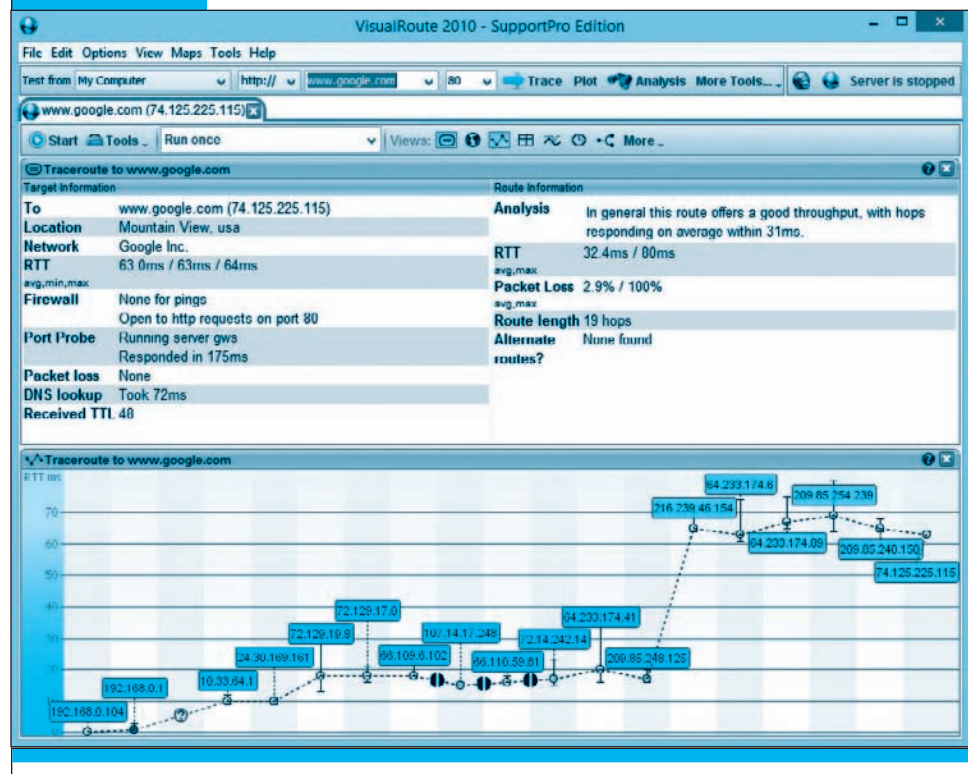 VisualRoute 2010 - SupportPro Edition
File Edit Options View Maps Tools Help
Test from My Computer http:// www.google.com 80 Trace Plot Analysis More Tools... Server is stopped
www.google.com (74.125.225.115)
Start Tools Run once Views: More
Traceroute to www.google.com
Target Information
To www.google.com (74.125.225.115)
Location Mountain View, usa
Network Google Inc.
RTT 63.0ms / 63ms / 64ms
avg,min,max
Firewall None for pings
Open to http requests on port 80
Port Probe Running server gws
Responded in 175ms
Packet loss None
DNS lookup Took 72ms
Received TTL 48
Route Information
Analysis In general this route offers a good throughput, with hops
responding on average within 31ms.
RTT 32.4ms / 80ms
avg,max
Packet Loss 2.9% / 100%
avg,max
Route length 19 hops
Alternate None found
routes?
Traceroute to www.google.com
RTT ms
70
60
50
40
30
20
10
0
192.168.0.104
192.168.0.1
?
10.33.64.1
24.30.169.161
72.129.19.8
72.129.17.0
66.109.6.102
107.14.17.248
66.110.59.81
72.14.242.14
64.233.174.41
209.85.248.125
216.239.46.154
64.233.174.6
64.233.174.89
209.85.254.239
209.85.240.150
74.125.225.115